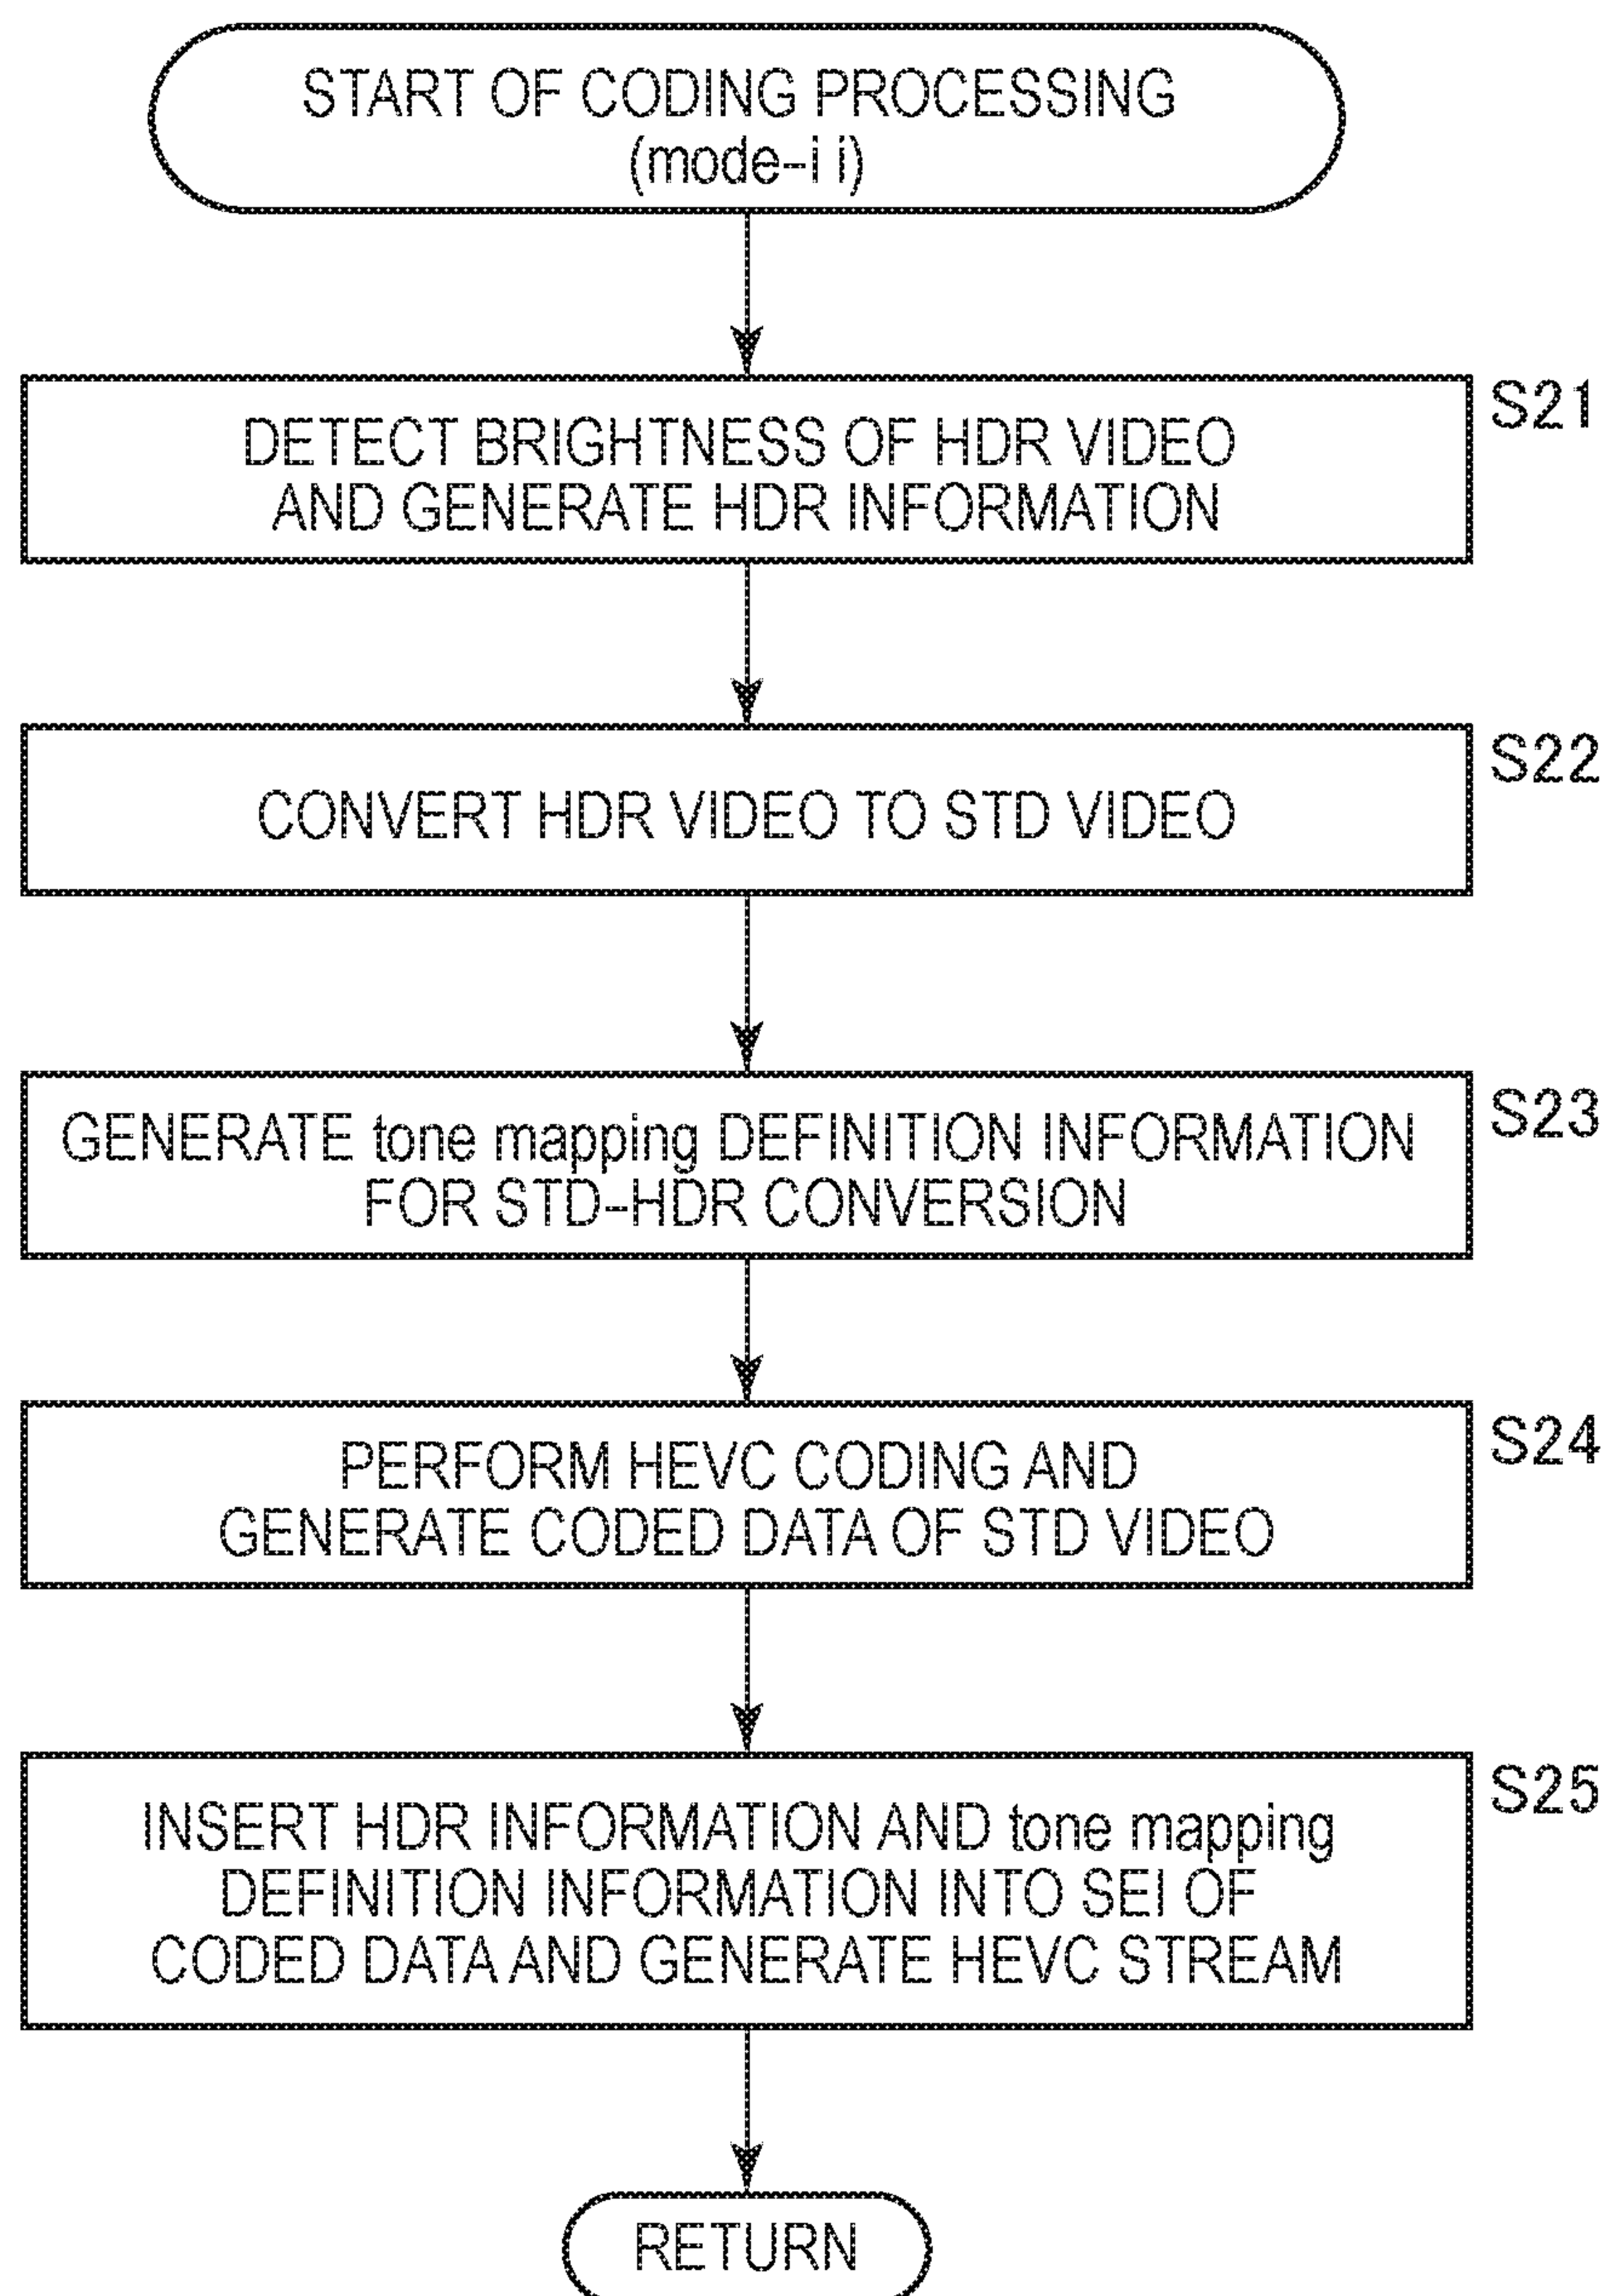 START OF CODING PROCESSING
(mode-i i)
S21
DETECT BRIGHTNESS OF HDR VIDEO
AND GENERATE HDR INFORMATION
S22
CONVERT HDR VIDEO TO STD VIDEO
S23
GENERATE tone mapping DEFINITION INFORMATION
FOR STD-HDR CONVERSION
S24
PERFORM HEVC CODING AND
GENERATE CODED DATA OF STD VIDEO
S25
INSERT HDR INFORMATION AND tone mapping
DEFINITION INFORMATION INTO SEI OF
CODED DATA AND GENERATE HEVC STREAM
RETURN